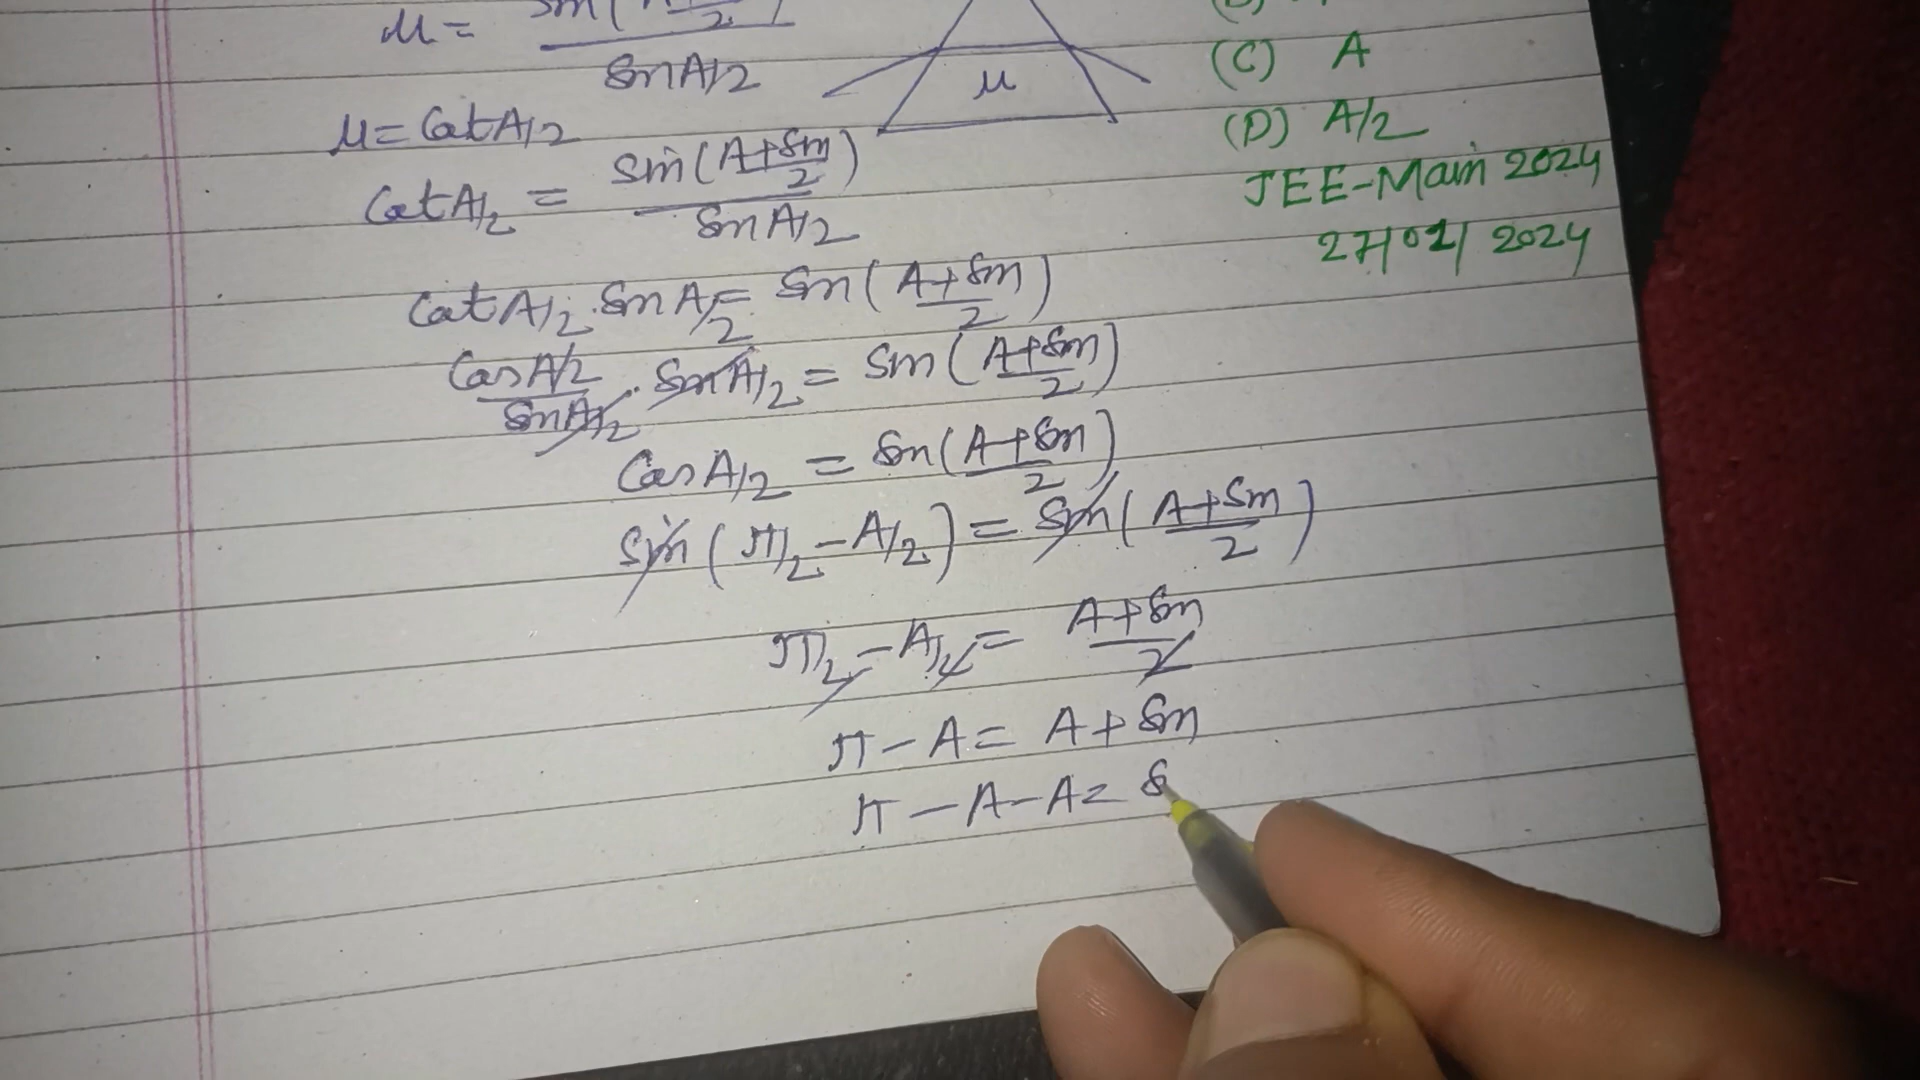 μ = sin(A+δm/2)/sinA/2
μ
(C) A
(D) A/2
JEE-Main 2024
27/01/2024
μ = CotA/2
CotA/2 = sin(A+δm/2)/sinA/2
CotA/2 . sinA/2 = sin(A+δm/2)
CosA/2/sinA/2 . sinA/2 = sin(A+δm/2)
CosA/2 = sin(A+δm/2)
sin(π/2 - A/2) = sin(A+δm/2)
π/2 - A/2 = A+δm/2
π - A = A + δm
π - A - A = δ